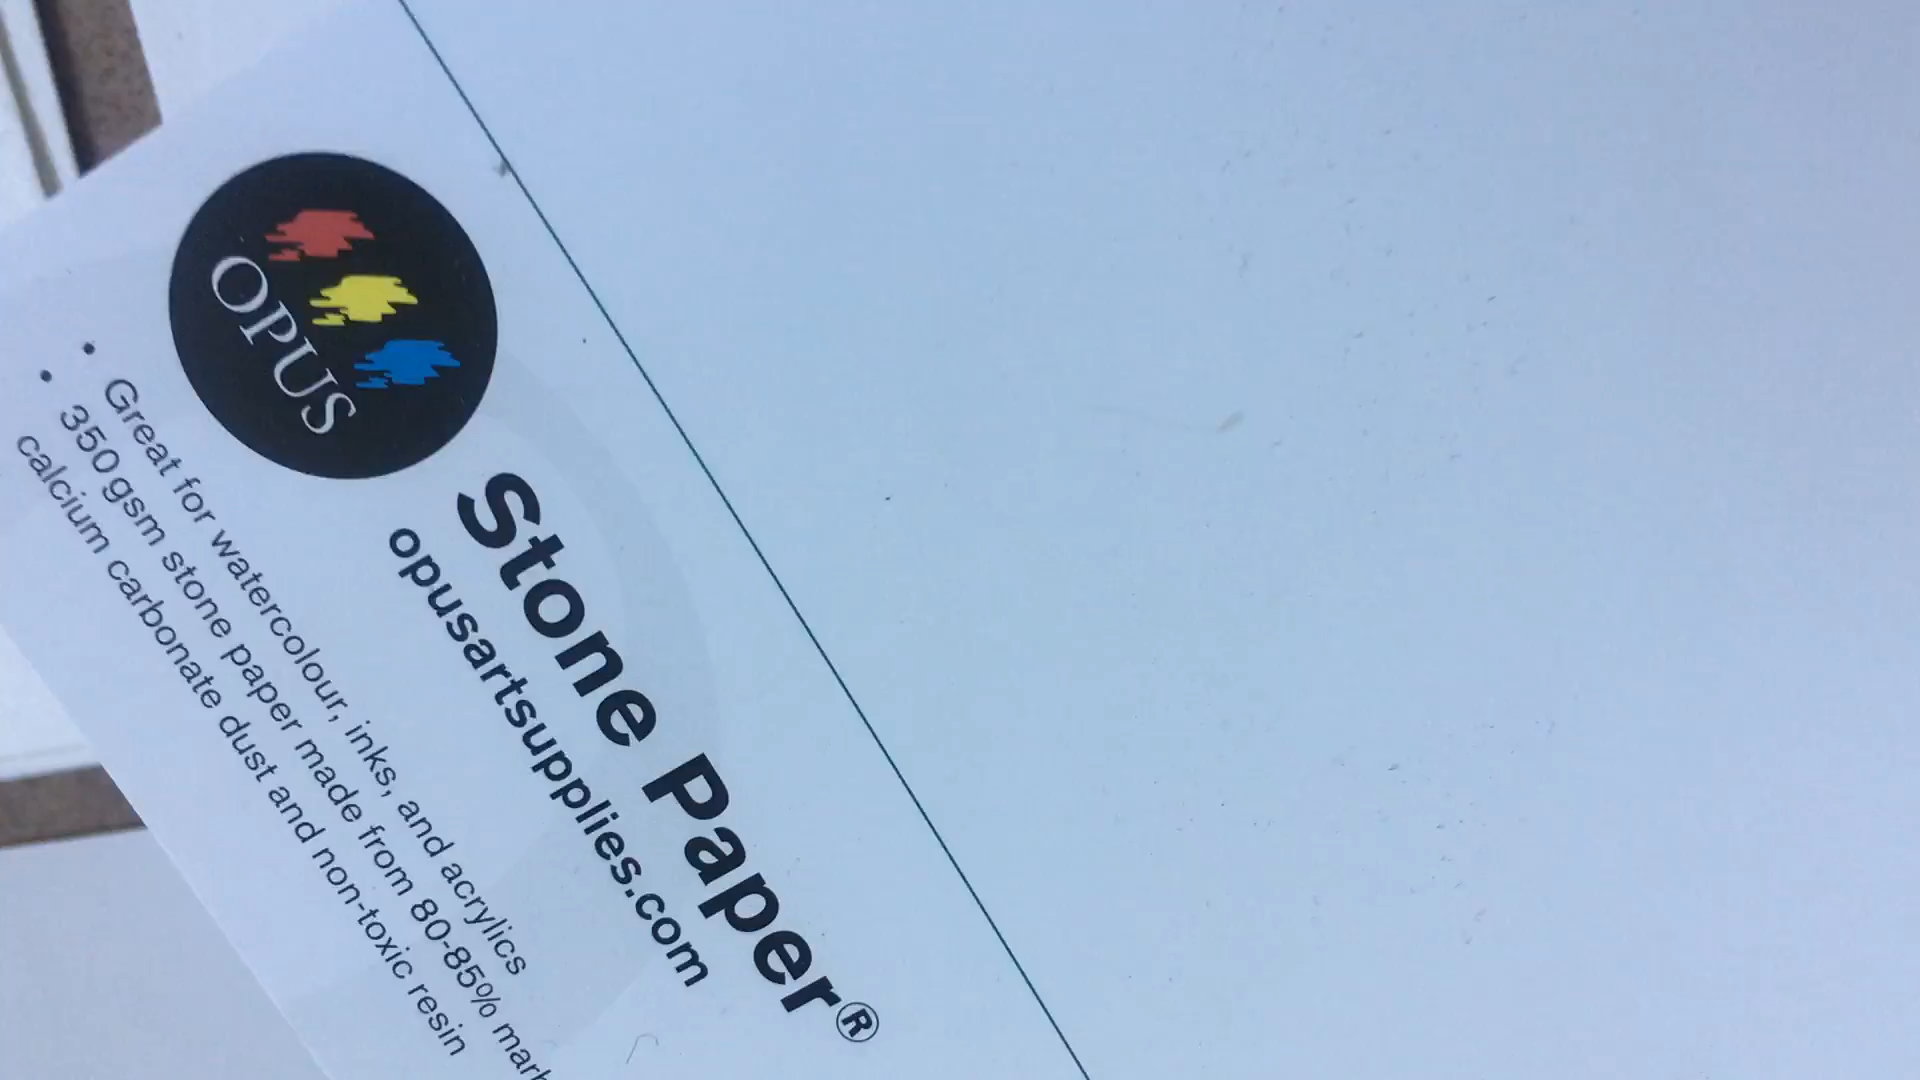 OPUS
Stone Paper®
opusartsupplies.com
• Great for watercolour, inks, and acrylics
• 350 gsm stone paper made from 80-85%
calcium carbonate dust and non-toxic resin